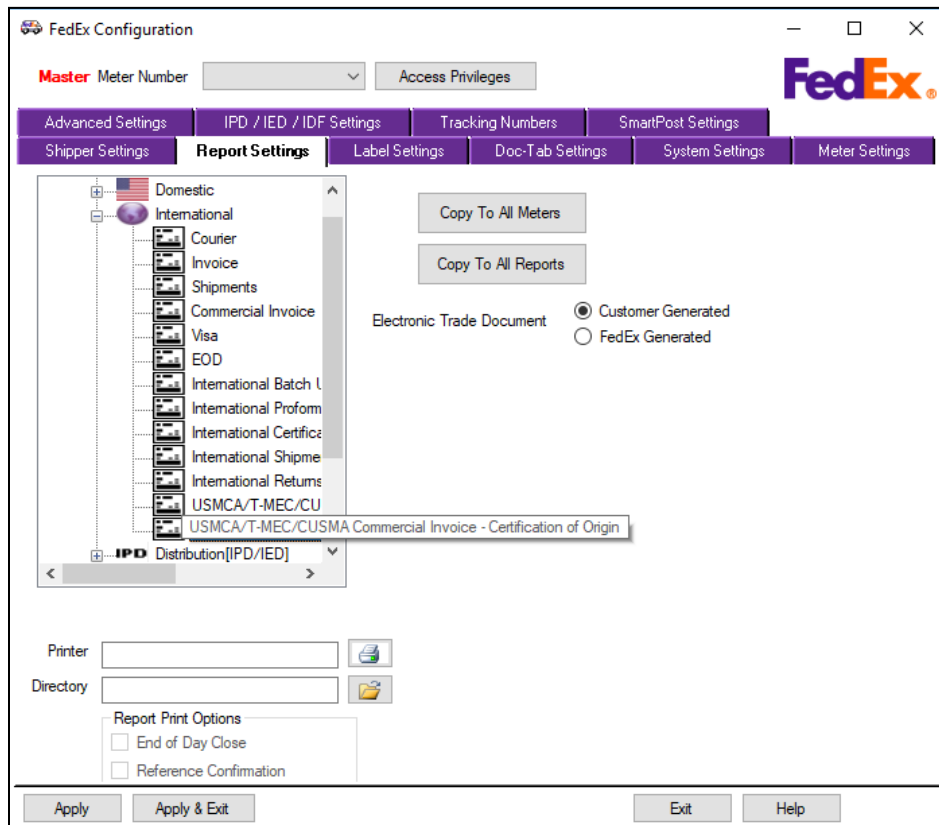 FedEx Configuration
Master Meter Number
Access Privileges
FedEx®
Advanced Settings
IPD / IED / IDF Settings
Tracking Numbers
SmartPost Settings
Shipper Settings
Report Settings
Label Settings
Doc-Tab Settings
System Settings
Meter Settings
Domestic
International
Courier
Invoice
Shipments
Commercial Invoice
Visa
EOD
International Batch U
International Proform
International Certifica
International Shipme
International Returns
USMCA/T-MEC/CU
USMCA/T-MEC/CUSMA Commercial Invoice - Certification of Origin
IPD Distribution[IPD/IED]
Copy To All Meters
Copy To All Reports
Electronic Trade Document
Customer Generated
FedEx Generated
Printer
Directory
Report Print Options
End of Day Close
Reference Confirmation
Apply
Apply & Exit
Exit
Help